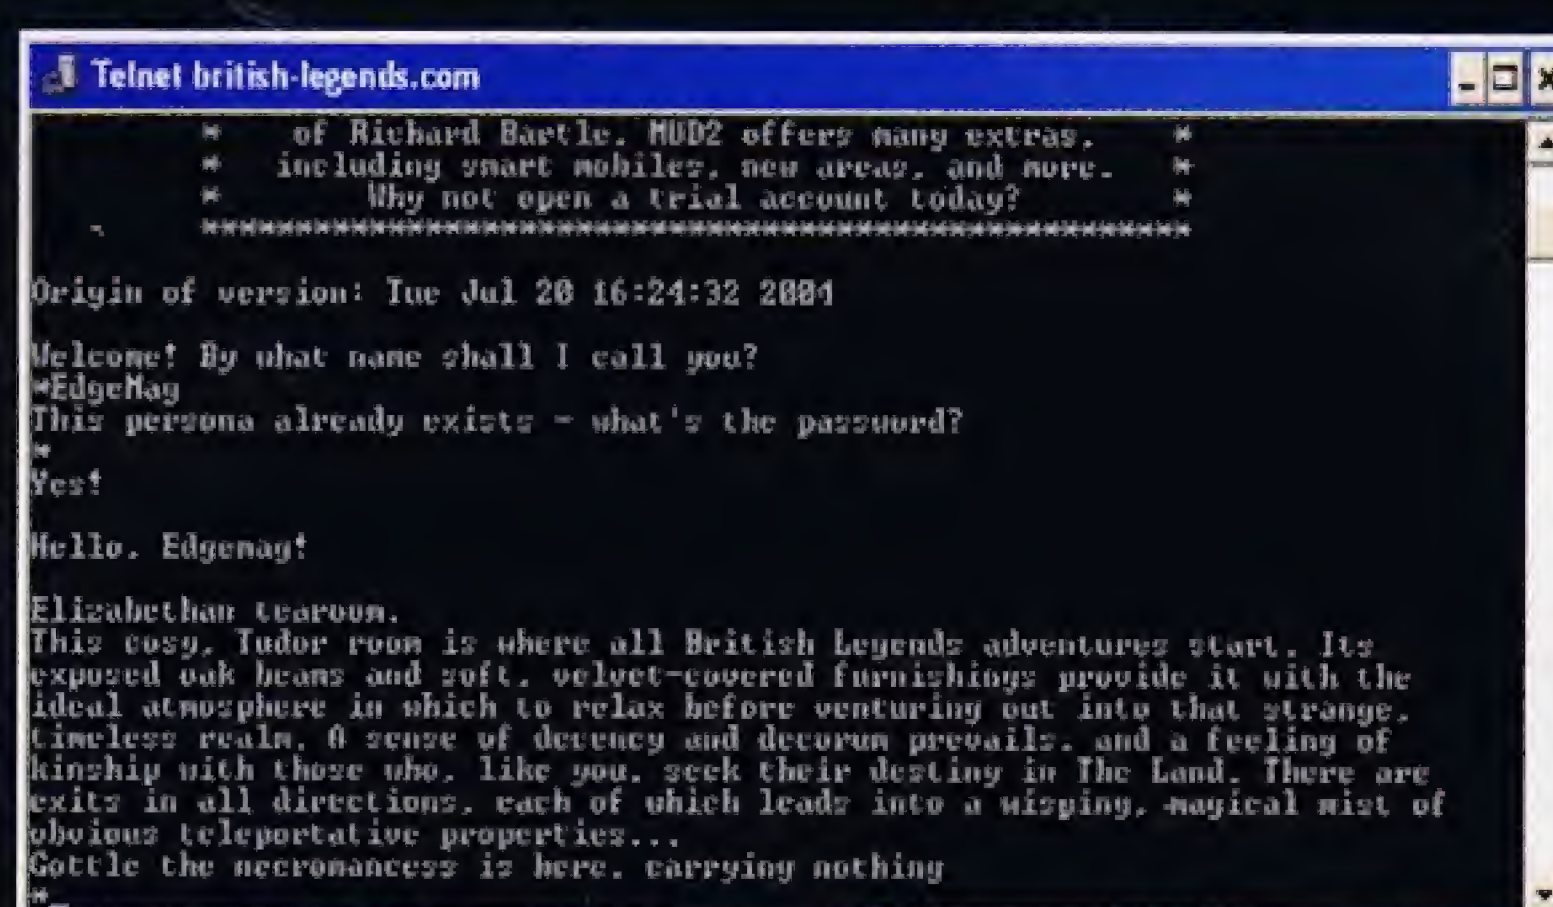 Telnet british-legends.com
* of Richard Bartle. MUD2 offers many extras, *
* including smart mobiles, new areas, and more. *
* Why not open a trial account today? *
******************************************************
Origin of version: Tue Jul 20 16:24:32 2004
Welcome! By what name shall I call you?
*EdgeMag
This persona already exists - what's the password?
*
Yes!
Hello, Edgemag!
Elizabethan tearoom.
This cosy, Tudor room is where all British Legends adventures start. Its
exposed oak beams and soft, velvet-covered furnishings provide it with the
ideal atmosphere in which to relax before venturing out into that strange,
timeless realm. A sense of decency and decorum prevails, and a feeling of
kinship with those who, like you, seek their destiny in The Land. There are
exits in all directions, each of which leads into a wisping, magical mist of
obvious teleportative properties...
Gottle the necromancess is here, carrying nothing
*_